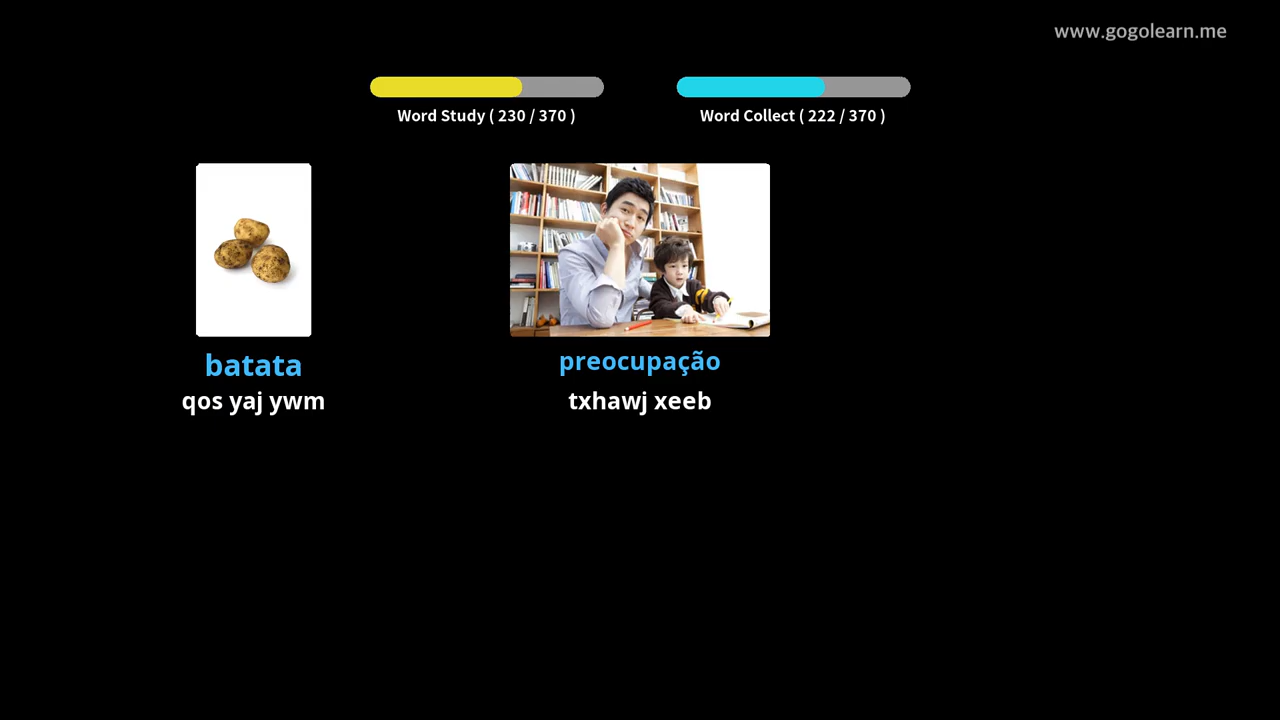 www.gogolearn.me
Word Study ( 230 / 370 )
Word Collect ( 222 / 370 )
batata
qos yaj ywm
preocupação
txhawj xeeb